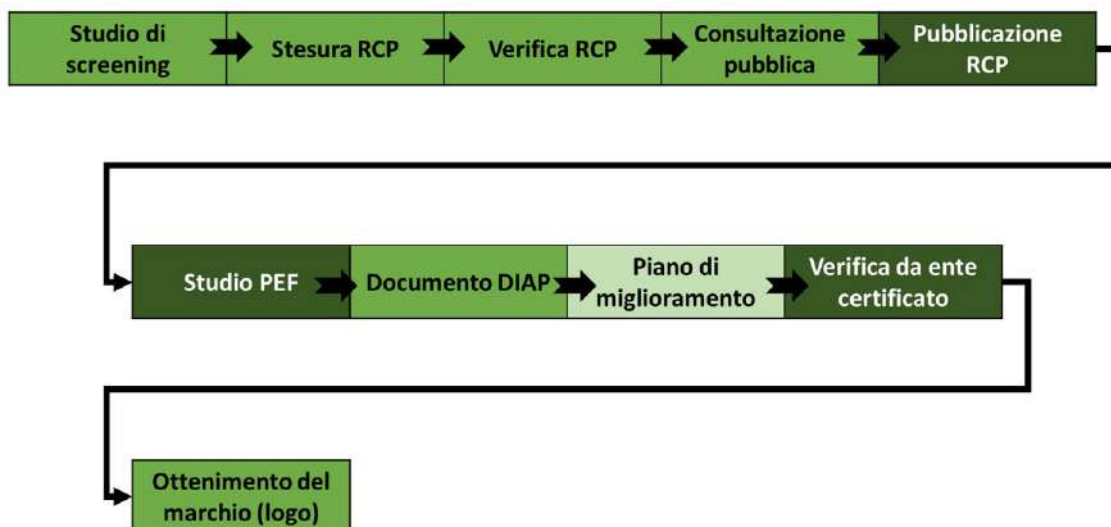 Studio di
screening
Stesura RCP
Verifica RCP
Consultazione
pubblica
Pubblicazione
RCP
Studio PEF
Documento DIAP
Piano di
miglioramento
Verifica da ente
certificato
Ottenimento del
marchio (logo)